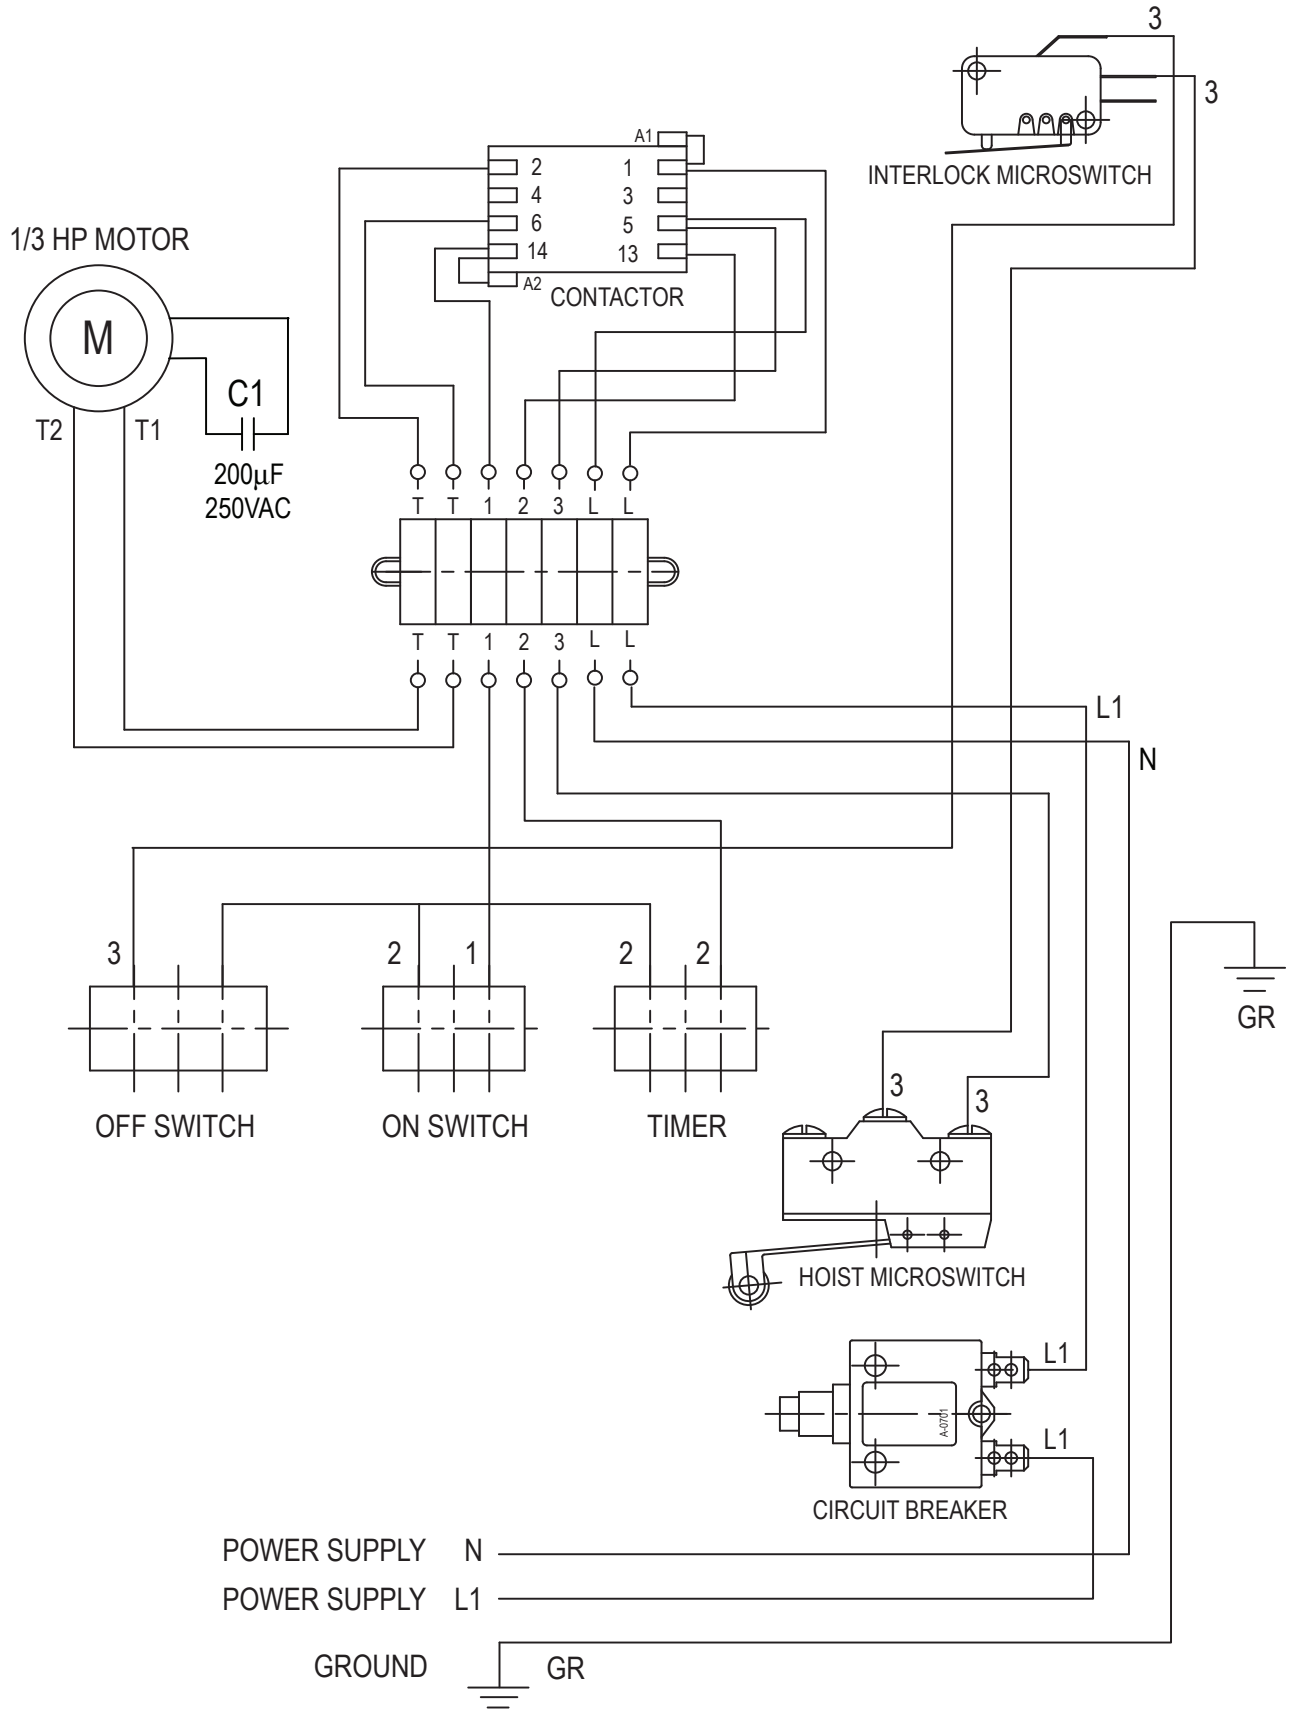 3
3
INTERLOCK MICROSWITCH
A1
2 1
4 3
6 5
14 13
A2
CONTACTOR
1/3 HP MOTOR
M
C1
T2 T1
200μF
250VAC
T T 1 2 3 L L
T T 1 2 3 L L
L1
N
3 2 1 2 2
GR
OFF SWITCH ON SWITCH TIMER
3
3
HOIST MICROSWITCH
L1
A-0701
L1
CIRCUIT BREAKER
POWER SUPPLY N
POWER SUPPLY L1
GROUND GR